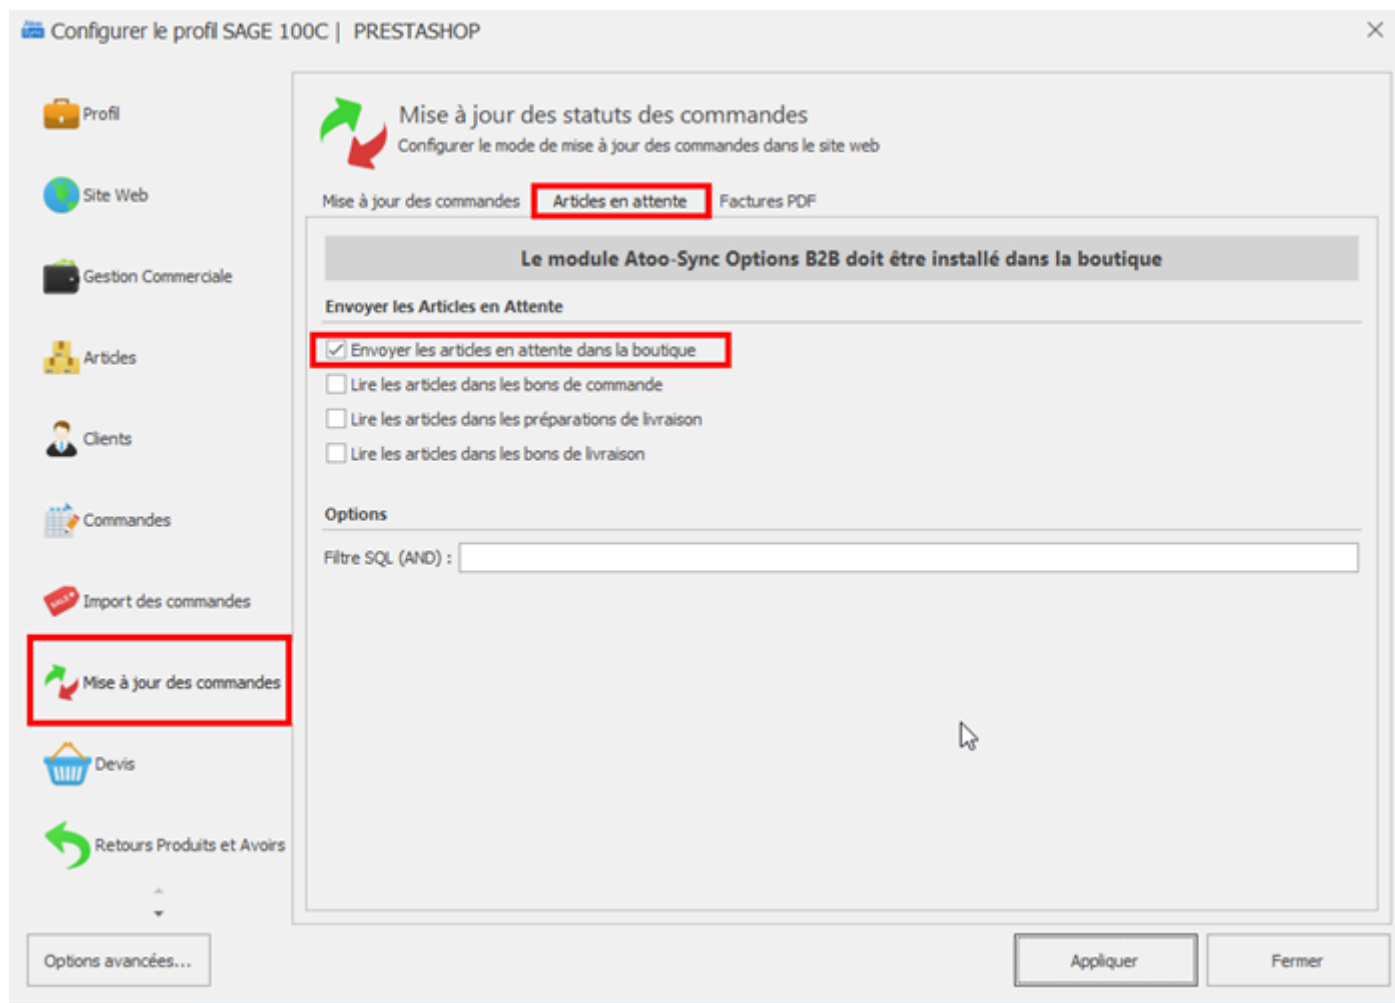 Configurer le profil SAGE 100C | PRESTASHOP
Profil
Site Web
Gestion Commerciale
Articles
Clients
Commandes
Import des commandes
Mise à jour des commandes
Devis
Retours Produits et Avoirs
Options avancées...
Mise à jour des statuts des commandes
Configurer le mode de mise à jour des commandes dans le site web
Mise à jour des commandes Articles en attente Factures PDF
Le module Atoo-Sync Options B2B doit être installé dans la boutique
Envoyer les Articles en Attente
Envoyer les articles en attente dans la boutique
Lire les articles dans les bons de commande
Lire les articles dans les préparations de livraison
Lire les articles dans les bons de livraison
Options
Filtre SQL (AND) :
Appliquer Fermer